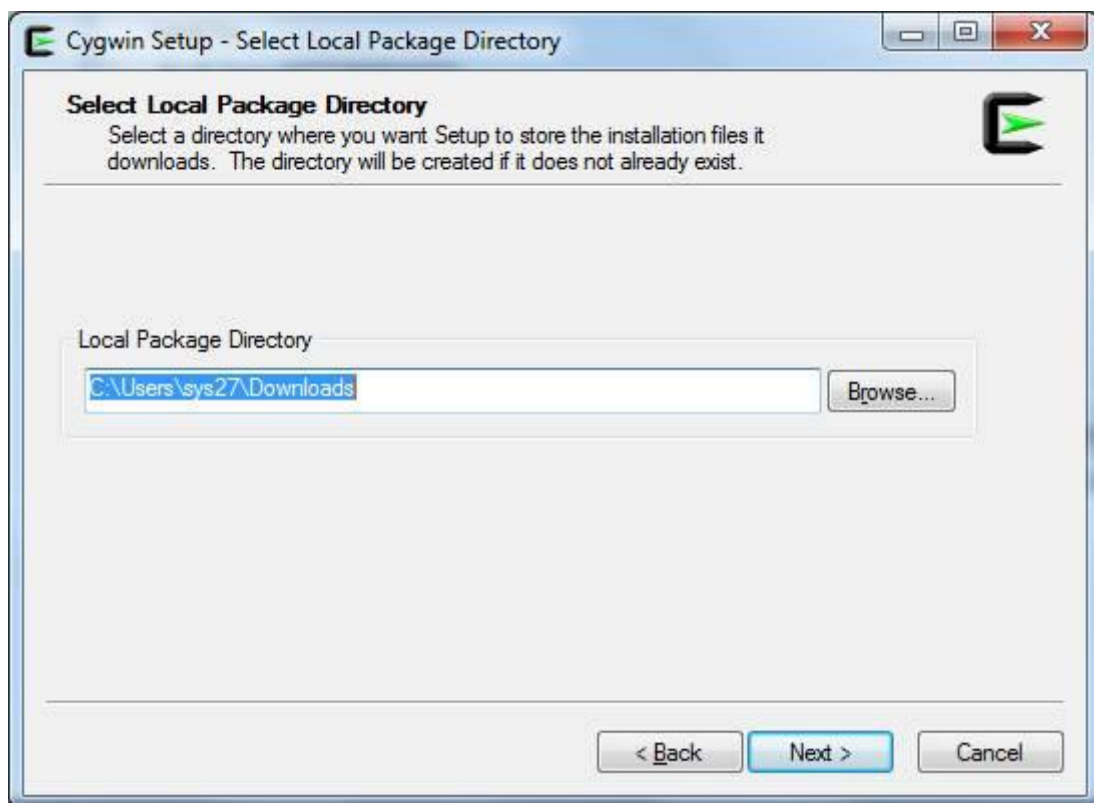 Cygwin Setup - Select Local Package Directory
Select Local Package Directory
Select a directory where you want Setup to store the installation files it
downloads. The directory will be created if it does not already exist.
Local Package Directory
C:\Users\sys27\Downloads
Browse...
< Back
Next >
Cancel